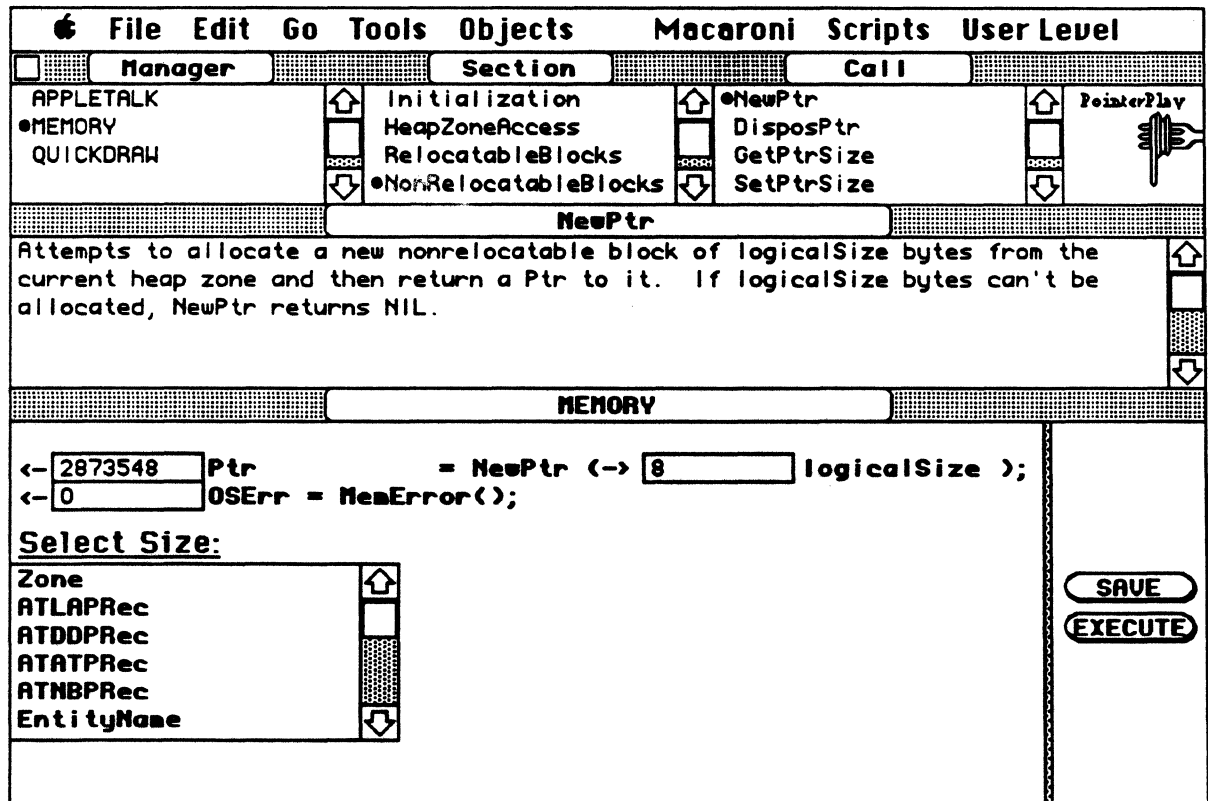 File Edit Go Tools Objects Macaroni Scripts User Level
Manager Section Call
APPLETALK
•MEMORY
QUICKDRAW
Initialization
HeapZoneAccess
RelocatableBlocks
•NonRelocatableBlocks
•NewPtr
DisposPtr
GetPtrSize
SetPtrSize
PointerPlay
NewPtr
Attempts to allocate a new nonrelocatable block of logicalSize bytes from the
current heap zone and then return a Ptr to it. If logicalSize bytes can't be
allocated, NewPtr returns NIL.
MEMORY
<- 2873548 Ptr = NewPtr (-> 8 logicalSize );
<- 0 OSErr = MemError();
Select Size:
Zone
ATLAPRec
ATDDPRec
ATATPRec
ATNBPRec
EntityName
SAVE
EXECUTE